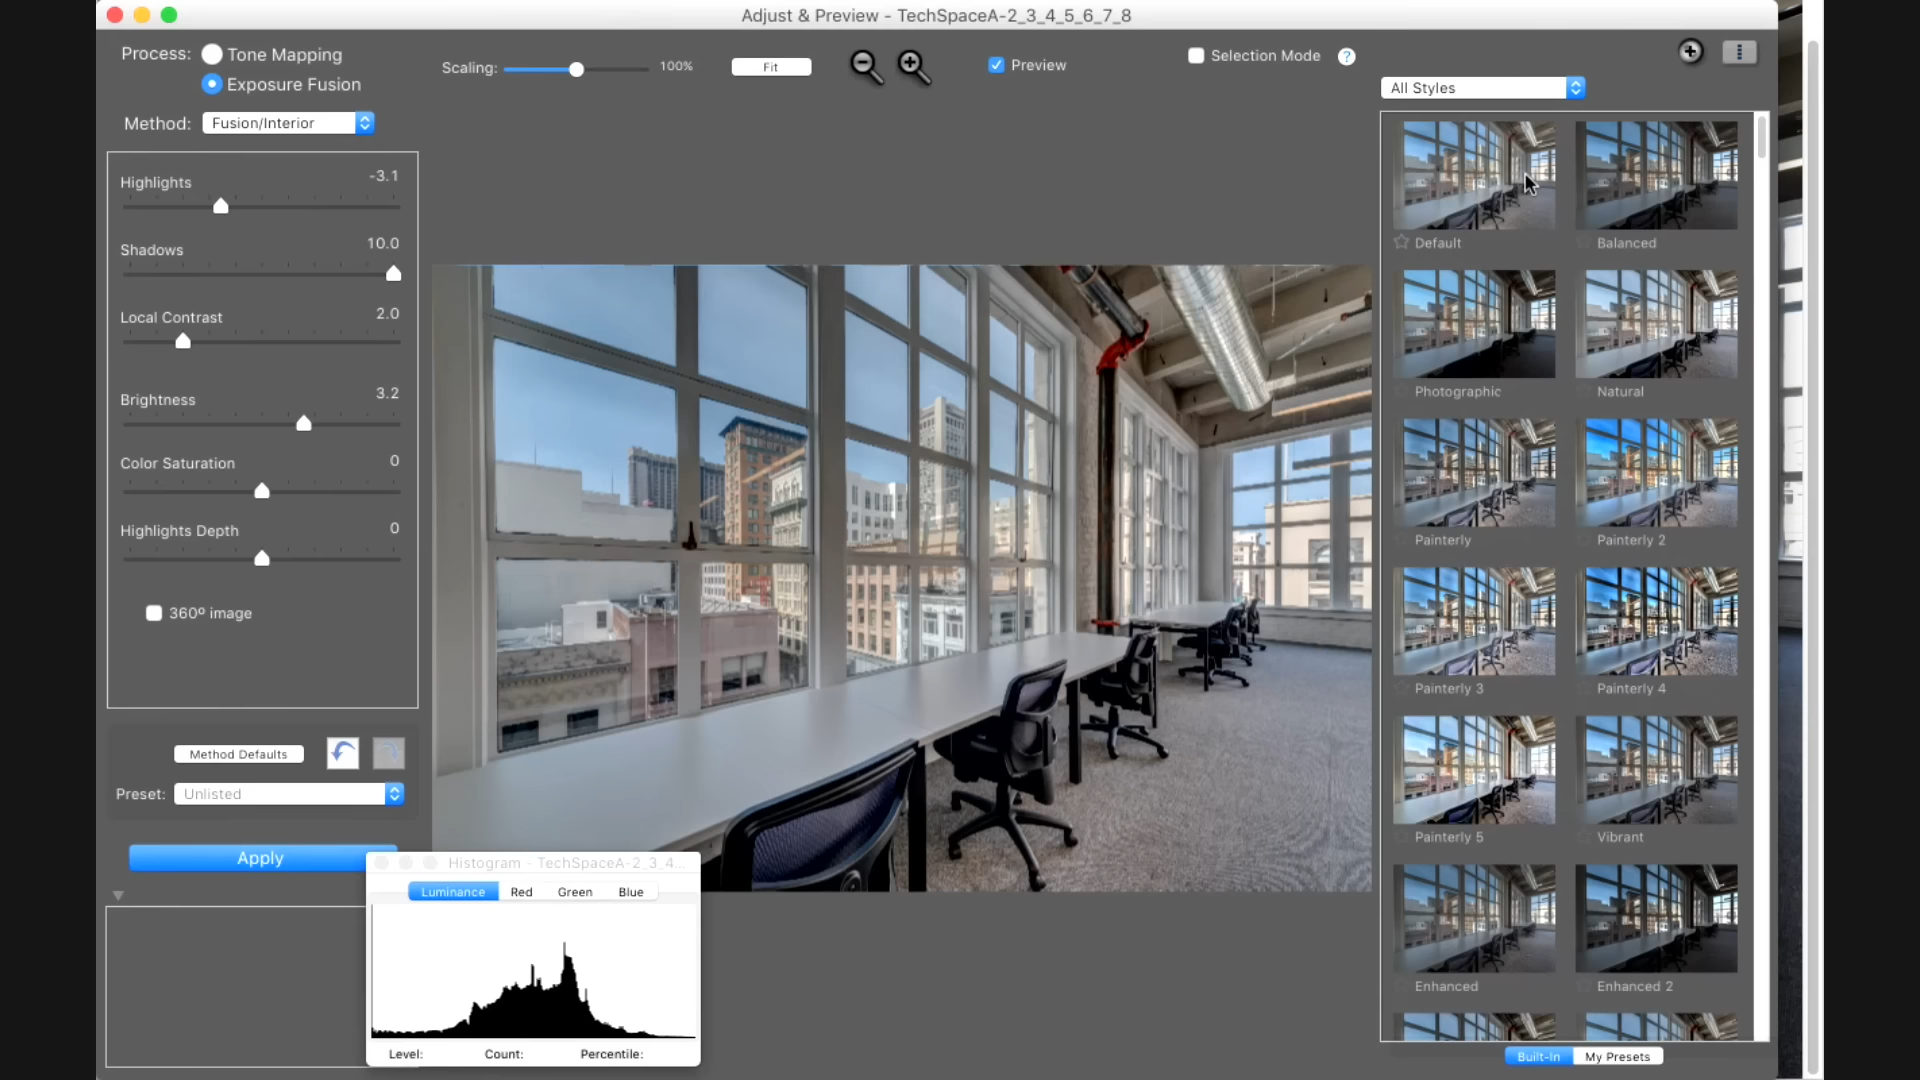 Adjust & Preview - TechSpaceA-2_3_4_5_6_7_8
Process: Tone Mapping
Exposure Fusion
Method: Fusion/Interior
Scaling: 100%
Fit
Preview
Selection Mode ?
All Styles
Highlights -3.1
Shadows 10.0
Local Contrast 2.0
Brightness 3.2
Color Saturation 0
Highlights Depth 0
360º image
Method Defaults
Preset: Unlisted
Apply
Histogram - TechSpaceA-2_3_4...
Luminance Red Green Blue
Level: Count: Percentile:
Default Balanced
Photographic Natural
Painterly Painterly 2
Painterly 3 Painterly 4
Painterly 5 Vibrant
Enhanced Enhanced 2
Built-In My Presets